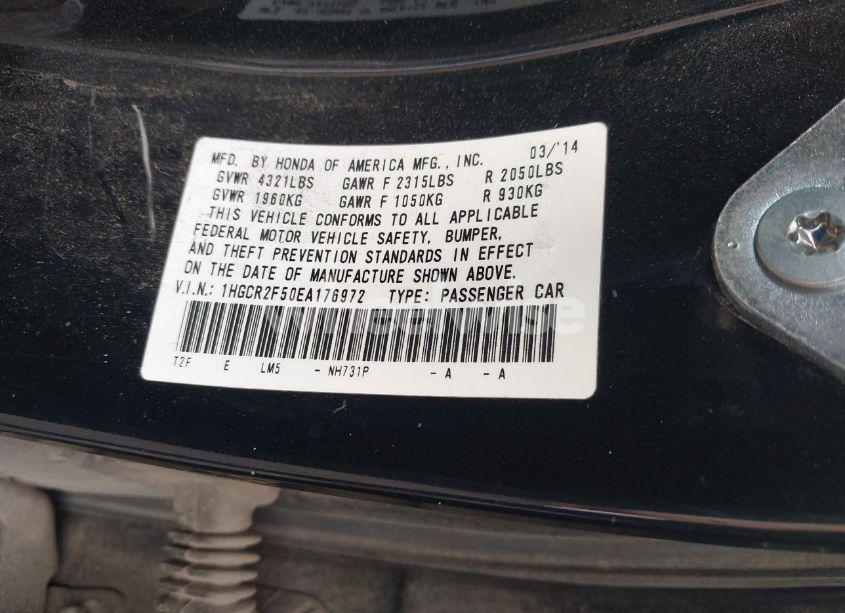 MFD. BY HONDA OF AMERICA MFG., INC. 03/'14
GVWR 4321LBS GAWR F 2315LBS R 2050LBS
GVWR 1960KG GAWR F 1050KG R 930KG
THIS VEHICLE CONFORMS TO ALL APPLICABLE
FEDERAL MOTOR VEHICLE SAFETY, BUMPER,
AND THEFT PREVENTION STANDARDS IN EFFECT
ON THE DATE OF MANUFACTURE SHOWN ABOVE.
V.I.N.: 1HGCR2F50EA176972 TYPE: PASSENGER CAR
T2F E LM5 - NH731P - A - A